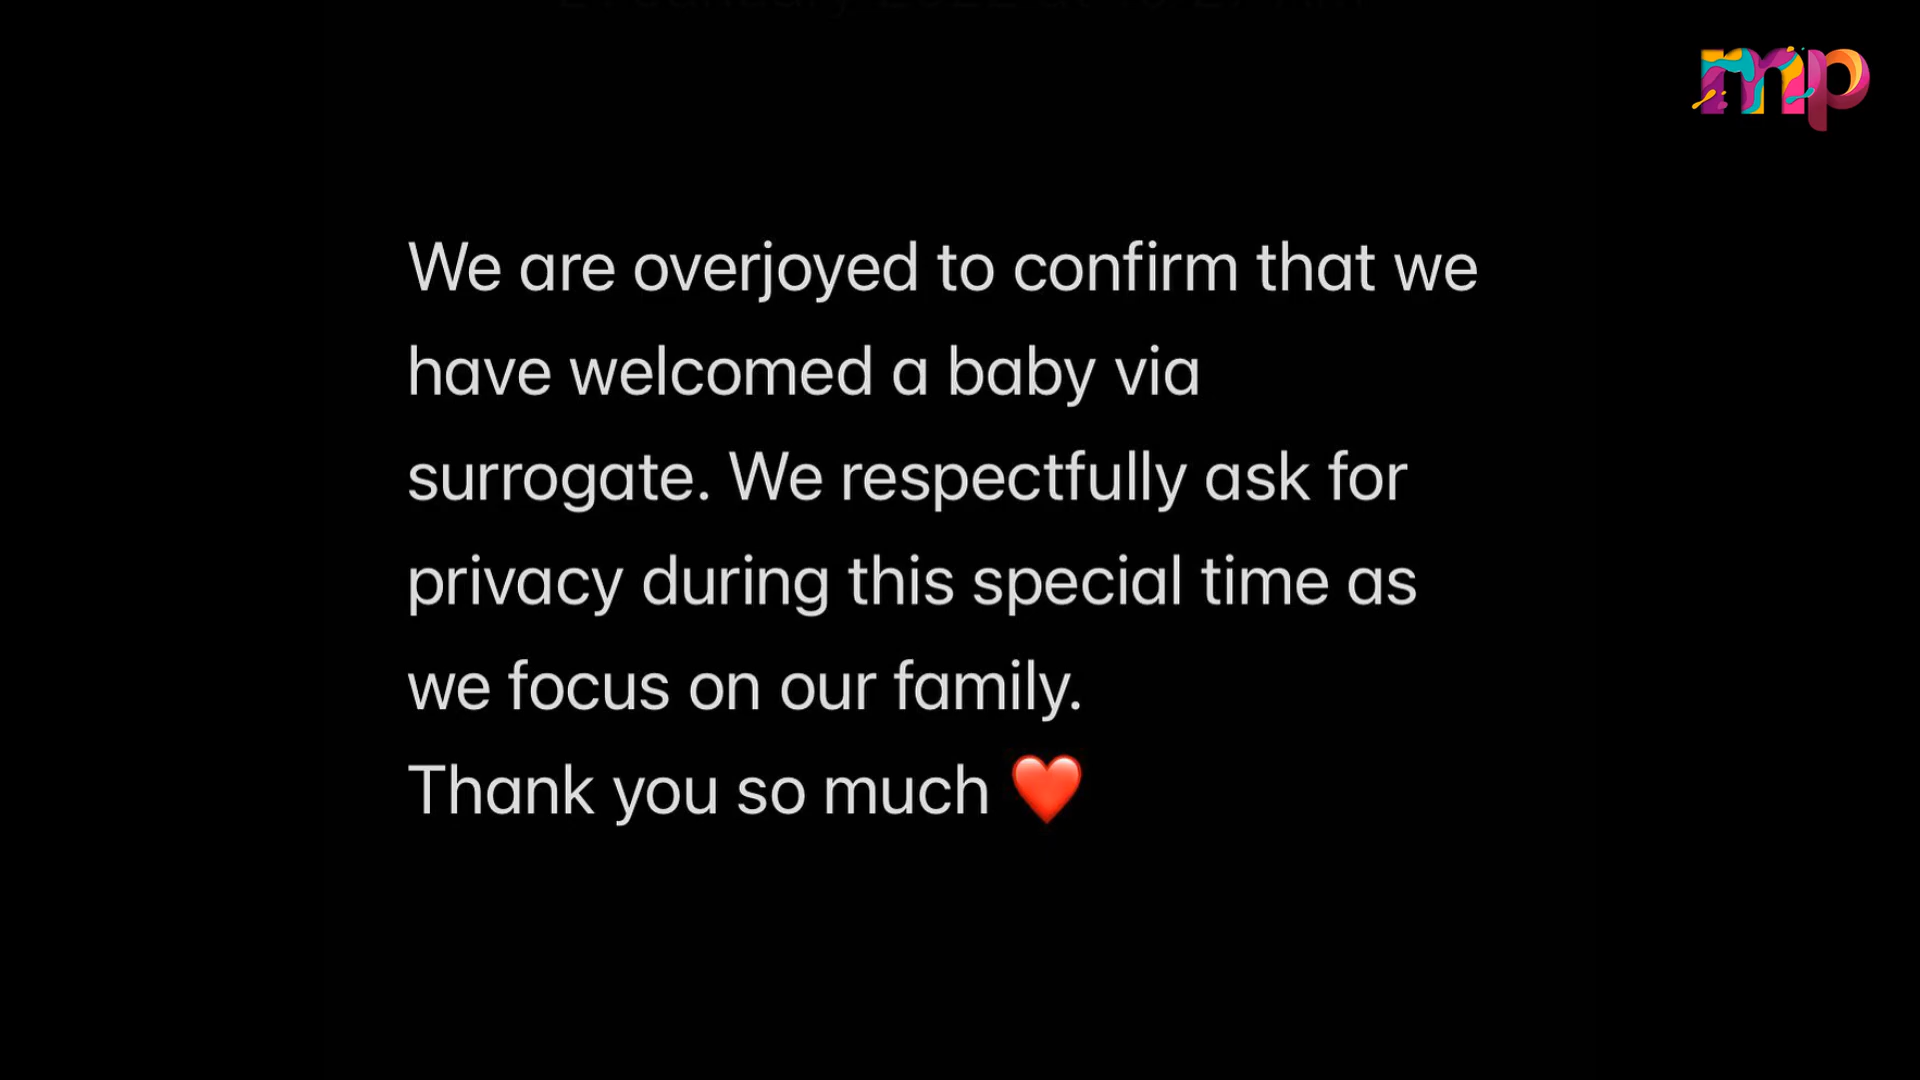 mp
We are overjoyed to confirm that we
have welcomed a baby via
surrogate. We respectfully ask for
privacy during this special time as
we focus on our family.
Thank you so much ❤️